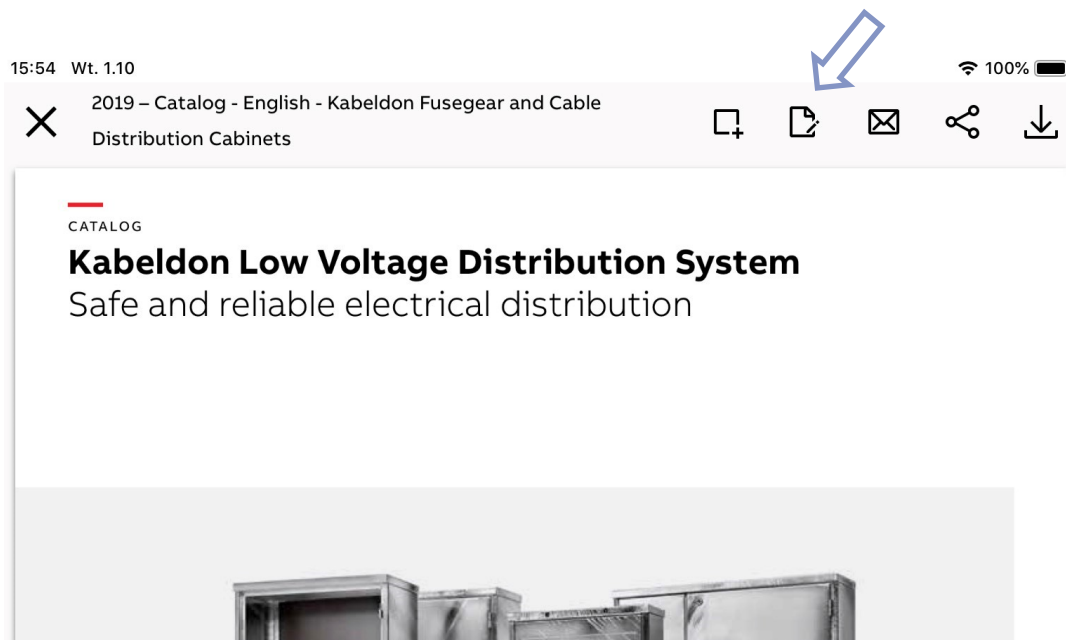 15:54 Wt. 1.10 100%
2019 – Catalog - English - Kabeldon Fusegear and Cable
Distribution Cabinets
CATALOG
Kabeldon Low Voltage Distribution System
Safe and reliable electrical distribution